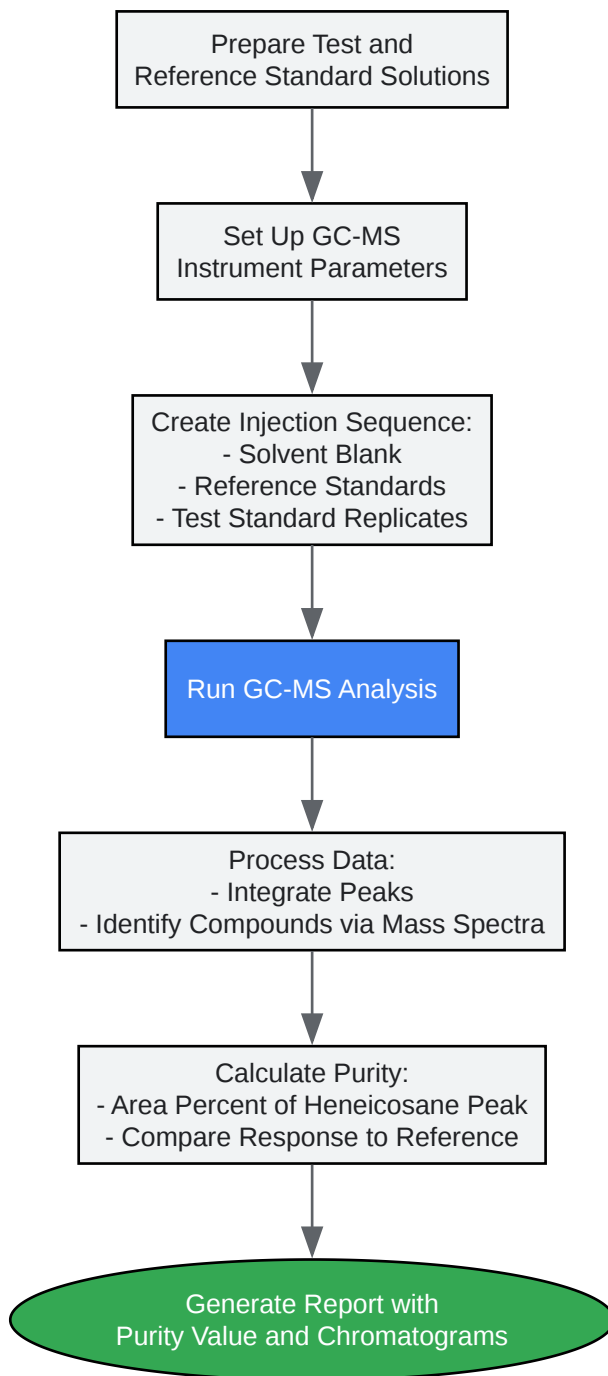 Prepare Test and
Reference Standard Solutions
Set Up GC-MS
Instrument Parameters
Create Injection Sequence:
- Solvent Blank
- Reference Standards
- Test Standard Replicates
Run GC-MS Analysis
Process Data:
- Integrate Peaks
- Identify Compounds via Mass Spectra
Calculate Purity:
- Area Percent of Heneicosane Peak
- Compare Response to Reference
Generate Report with
Purity Value and Chromatograms